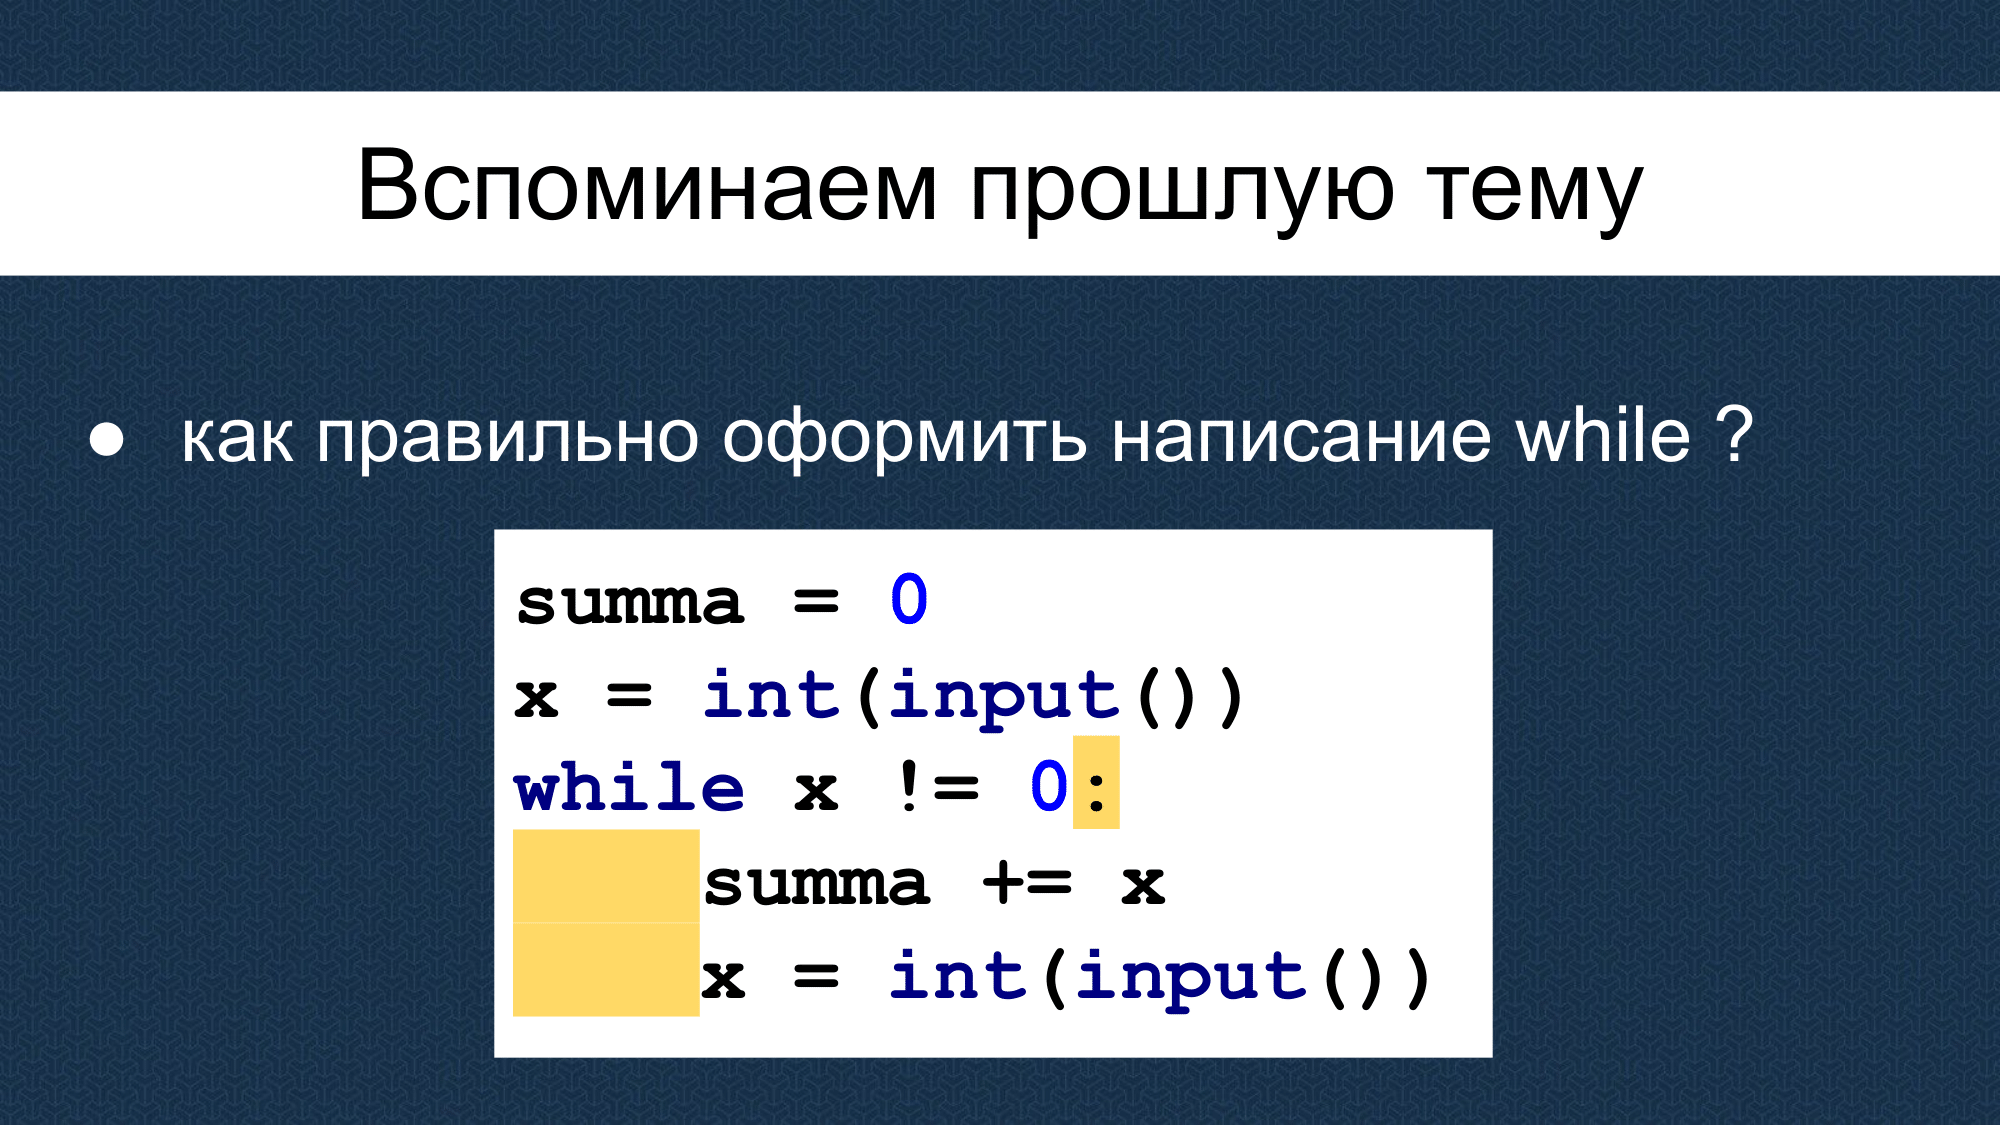 Вспоминаем прошлую тему
● как правильно оформить написание while ?
summa = 0
x = int(input())
while x != 0:
    summa += x
    x = int(input())